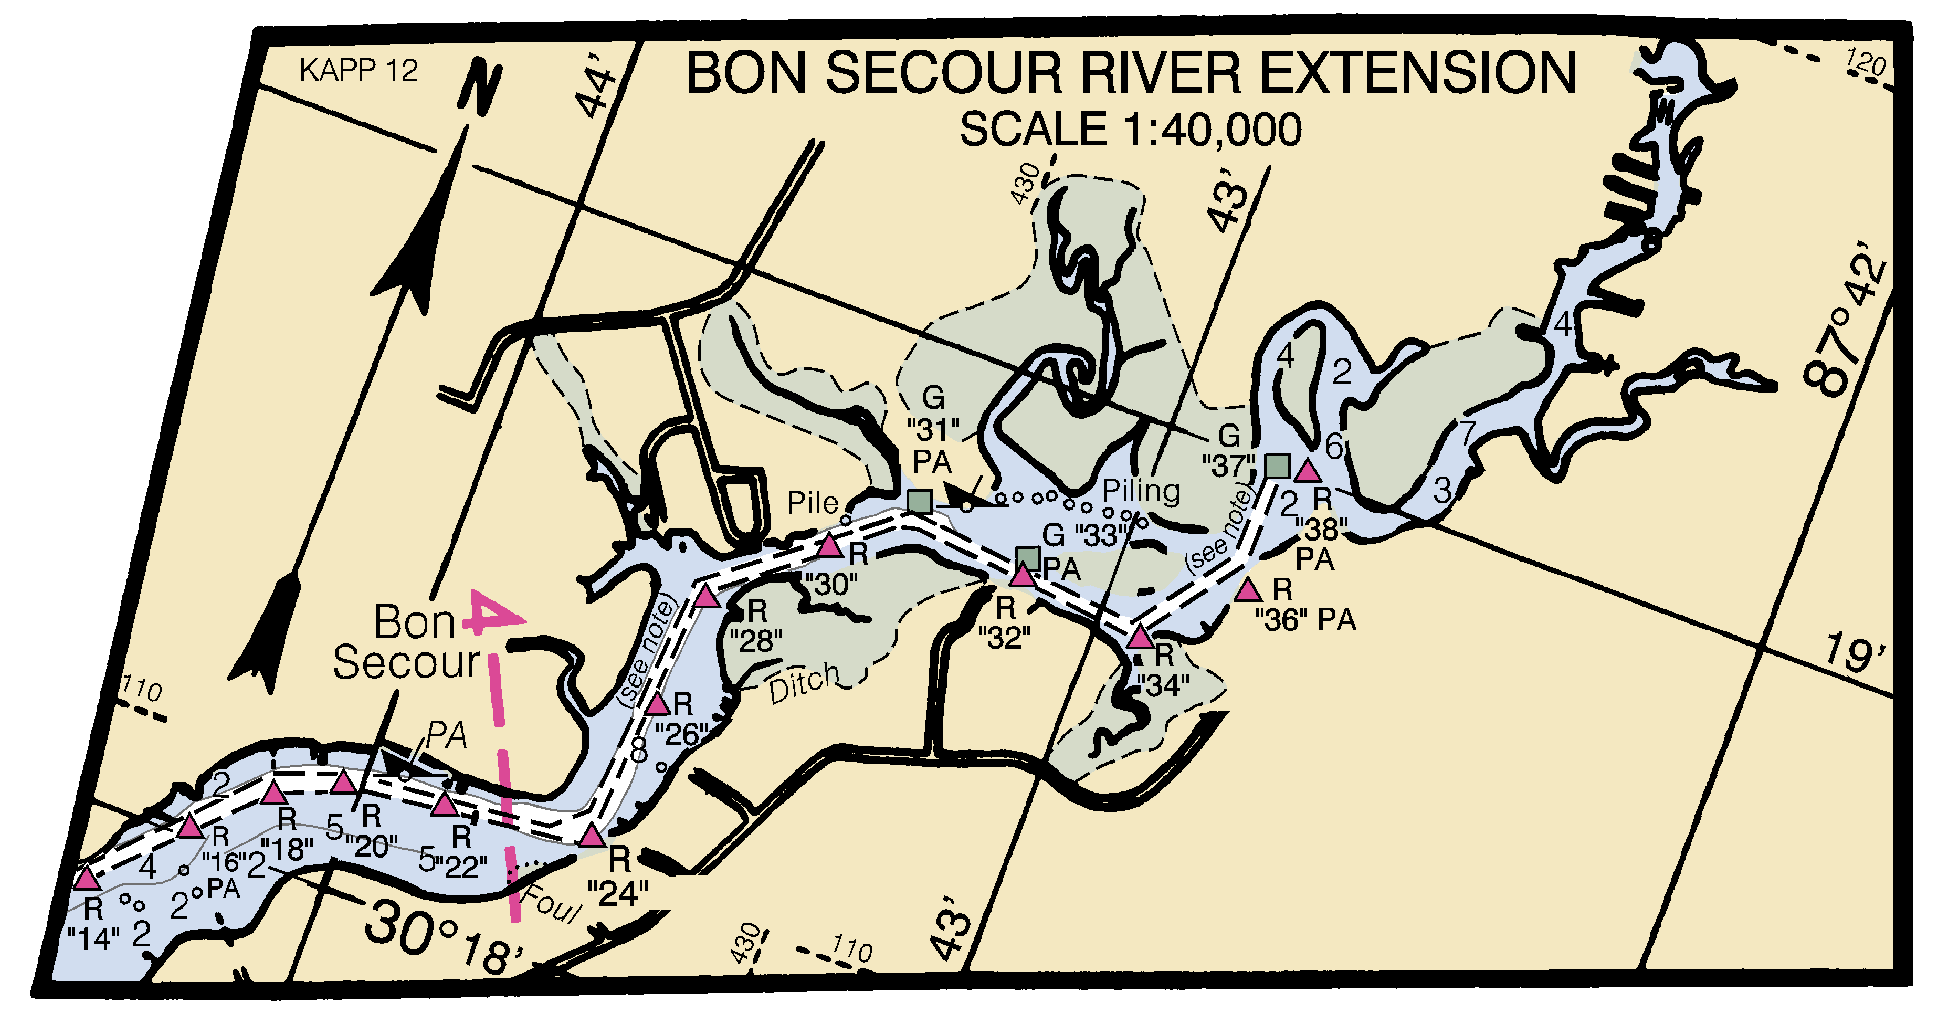 KAPP 12
N
44'
BON SECOUR RIVER EXTENSION
SCALE 1:40,000
120
430
43'
87° 42'
4
4
2
G
"31"
PA
G
"37"
6
7
3
Pile
Piling
2
R
"38"
PA
(see note)
G "33"
PA
R
"30"
R
"32"
R
"36" PA
Bon
Secour
4
(see note)
R
"28"
R
"34"
19'
Ditch
110
R
"26"
8
PA
2
R
"16"
R
"18"
R
"20"
R
"22"
R
"24"
5
5
4
2
2
PA
2
R
"14"
Foul
30° 18'
430
110
43'